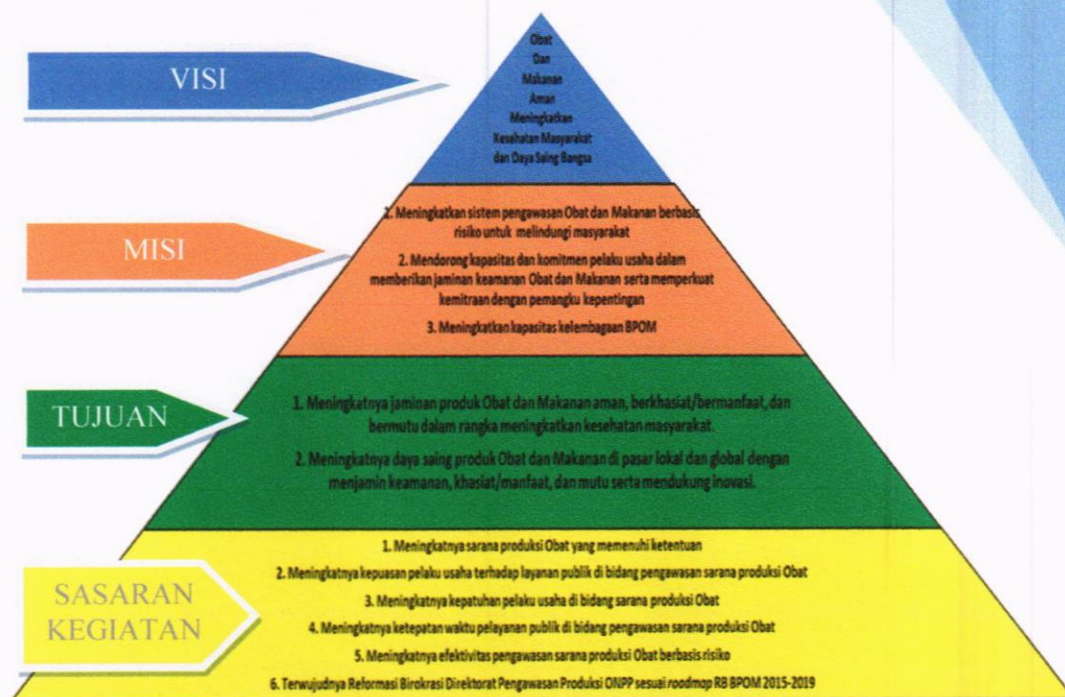 VISI
Obat
Dan
Makanan
Aman
Meningkatkan
Kesehatan Masyarakat
dan Daya Saing Bangsa
MISI
1. Meningkatkan sistem pengawasan Obat dan Makanan berbasis
risiko untuk melindungi masyarakat
2. Mendorong kapasitas dan komitmen pelaku usaha dalam
memberikan jaminan keamanan Obat dan Makanan serta memperkuat
kemitraan dengan pemangku kepentingan
3. Meningkatkan kapasitas kelembagaan BPOM
TUJUAN
1. Meningkatnya jaminan produk Obat dan Makanan aman, berkhasiat/bermanfaat, dan
bermutu dalam rangka meningkatkan kesehatan masyarakat.
2. Meningkatnya daya saing produk Obat dan Makanan di pasar lokal dan global dengan
menjamin keamanan, khasiat/manfaat, dan mutu serta mendukung inovasi.
SASARAN
KEGIATAN
1. Meningkatnya sarana produksi Obat yang memenuhi ketentuan
2. Meningkatnya kepuasan pelaku usaha terhadap layanan publik di bidang pengawasan sarana produksi Obat
3. Meningkatnya kepatuhan pelaku usaha di bidang sarana produksi Obat
4. Meningkatnya ketepatan waktu pelayanan publik di bidang pengawasan sarana produksi Obat
5. Meningkatnya efektivitas pengawasan sarana produksi Obat berbasis risiko
6. Terwujudnya Reformasi Birokrasi Direktorat Pengawasan Produksi ONPP sesuai roadmap RB BPOM 2015-2019